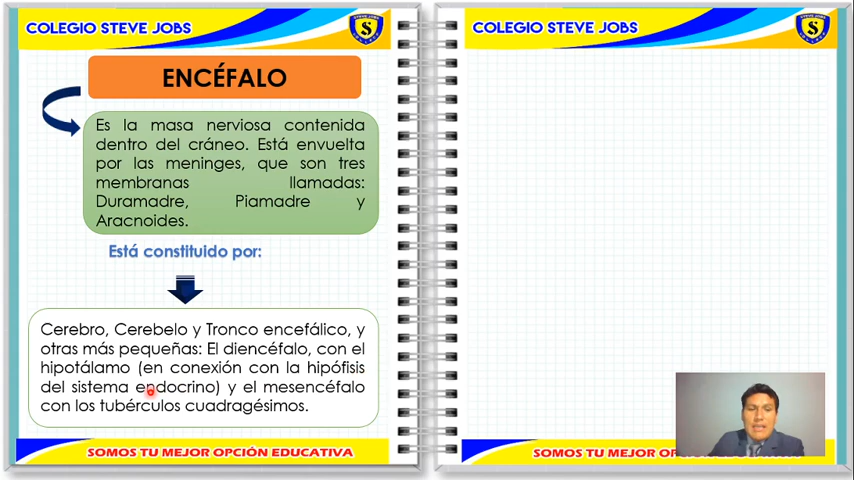 COLEGIO STEVE JOBS
ENCÉFALO
Es la masa nerviosa contenida
dentro del cráneo. Está envuelta
por las meninges, que son tres
membranas llamadas:
Duramadre, Piamadre y
Aracnoides.
Está constituido por:
Cerebro, Cerebelo y Tronco encefálico, y
otras más pequeñas: El diencéfalo, con el
hipotálamo (en conexión con la hipófisis
del sistema endocrino) y el mesencéfalo
con los tubérculos cuadragésimos.
SOMOS TU MEJOR OPCIÓN EDUCATIVA
COLEGIO STEVE JOBS
SOMOS TU MEJOR